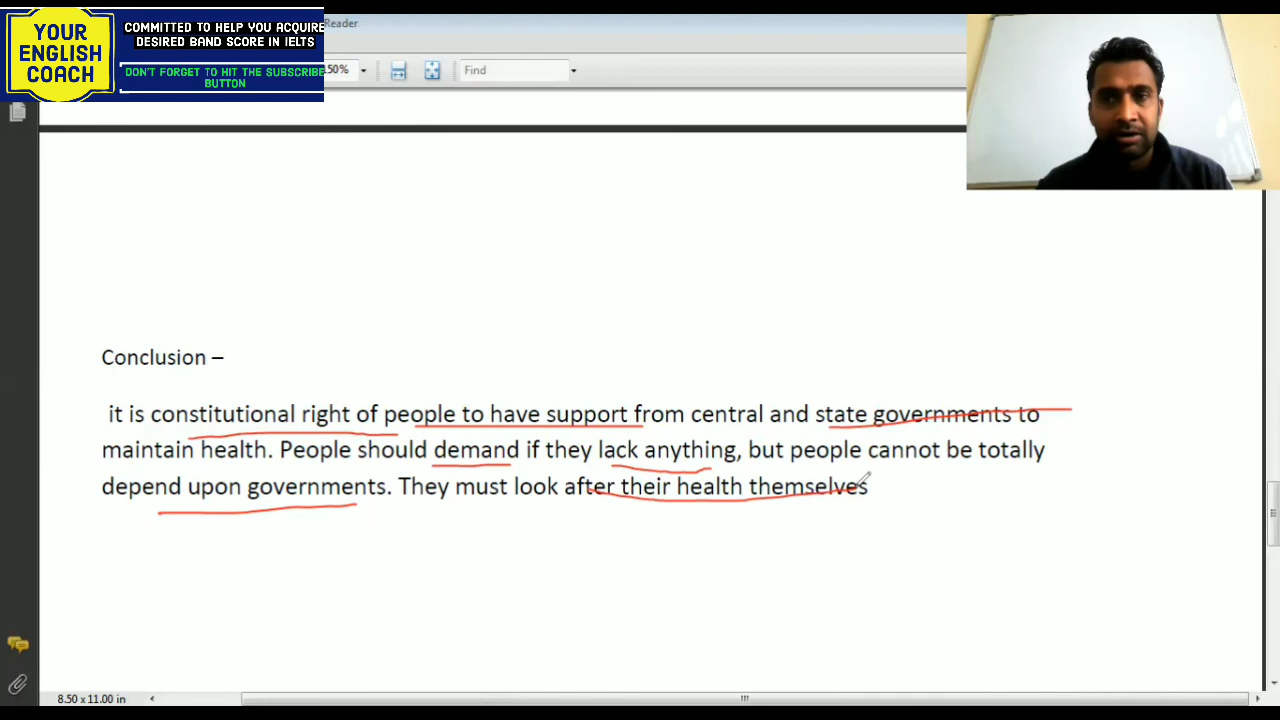 YOUR
ENGLISH
COACH
COMMITTED TO HELP YOU ACQUIRE
DESIRED BAND SCORE IN IELTS
DON'T FORGET TO HIT THE SUBSCRIBE
BUTTON
Reader
50%
Find
Conclusion –
it is constitutional right of people to have support from central and state governments to
maintain health. People should demand if they lack anything, but people cannot be totally
depend upon governments. They must look after their health themselves
8.50 x 11.00 in